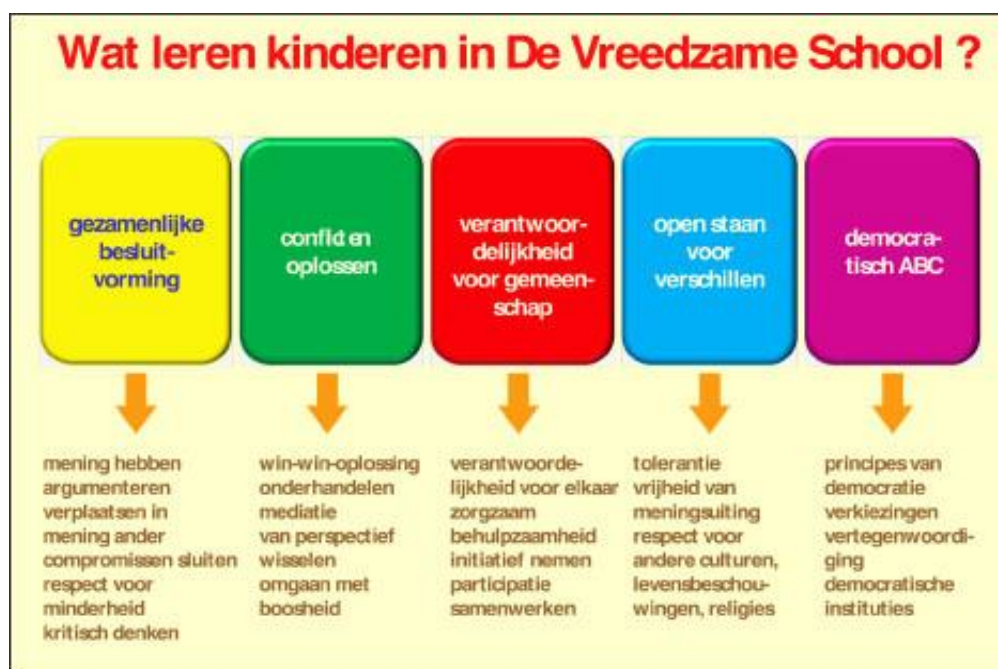 Wat leren kinderen in De Vreedzame School ?
gezamenlijke
besluit-
vorming
conflicten
oplossen
verantwoor-
delijkheid
voor gemeen-
schap
open staan
voor
verschillen
democra-
tisch ABC
mening hebben
argumenteren
verplaatsen in
mening ander
compromissen sluiten
respect voor
minderheid
kritisch denken
win-win-oplossing
onderhandelen
mediatie
van perspectief
wisselen
omgaan met
boosheid
verantwoorde-
lijkheid voor elkaar
zorgzaam
behulpzaamheid
initiatief nemen
participatie
samenwerken
tolerantie
vrijheid van
meningsuiting
respect voor
andere culturen,
levensbeschou-
wingen, religies
principes van
democratie
verkiezingen
vertegenwoordi-
ging
democratische
instituties